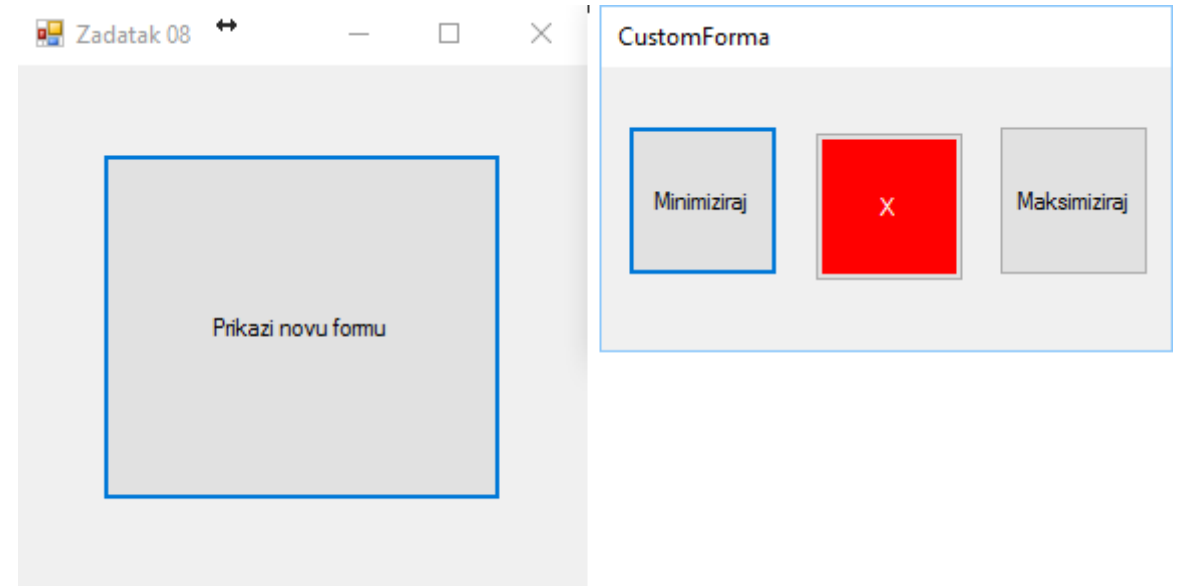 Zadatak 08
Prikazi novu formu
CustomForma
Minimiziraj
X
Maksimiziraj